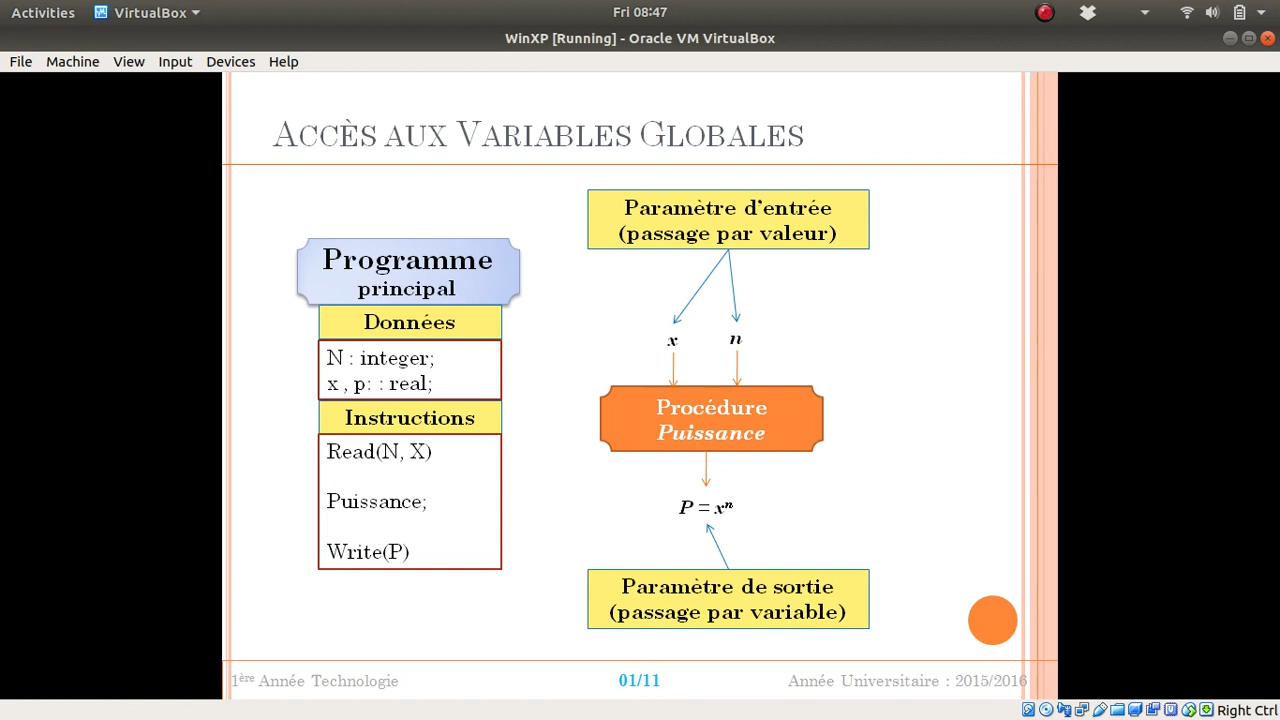 Activities VirtualBox Fri 08:47
WinXP [Running] - Oracle VM VirtualBox
File Machine View Input Devices Help
Accès aux Variables Globales
Programme
principal
Données
N : integer;
x , p: : real;
Instructions
Read(N, X)
Puissance;
Write(P)
Paramètre d'entrée
(passage par valeur)
x n
Procédure
Puissance
P = xⁿ
Paramètre de sortie
(passage par variable)
1ère Année Technologie 01/11 Année Universitaire : 2015/2016
Right Ctrl